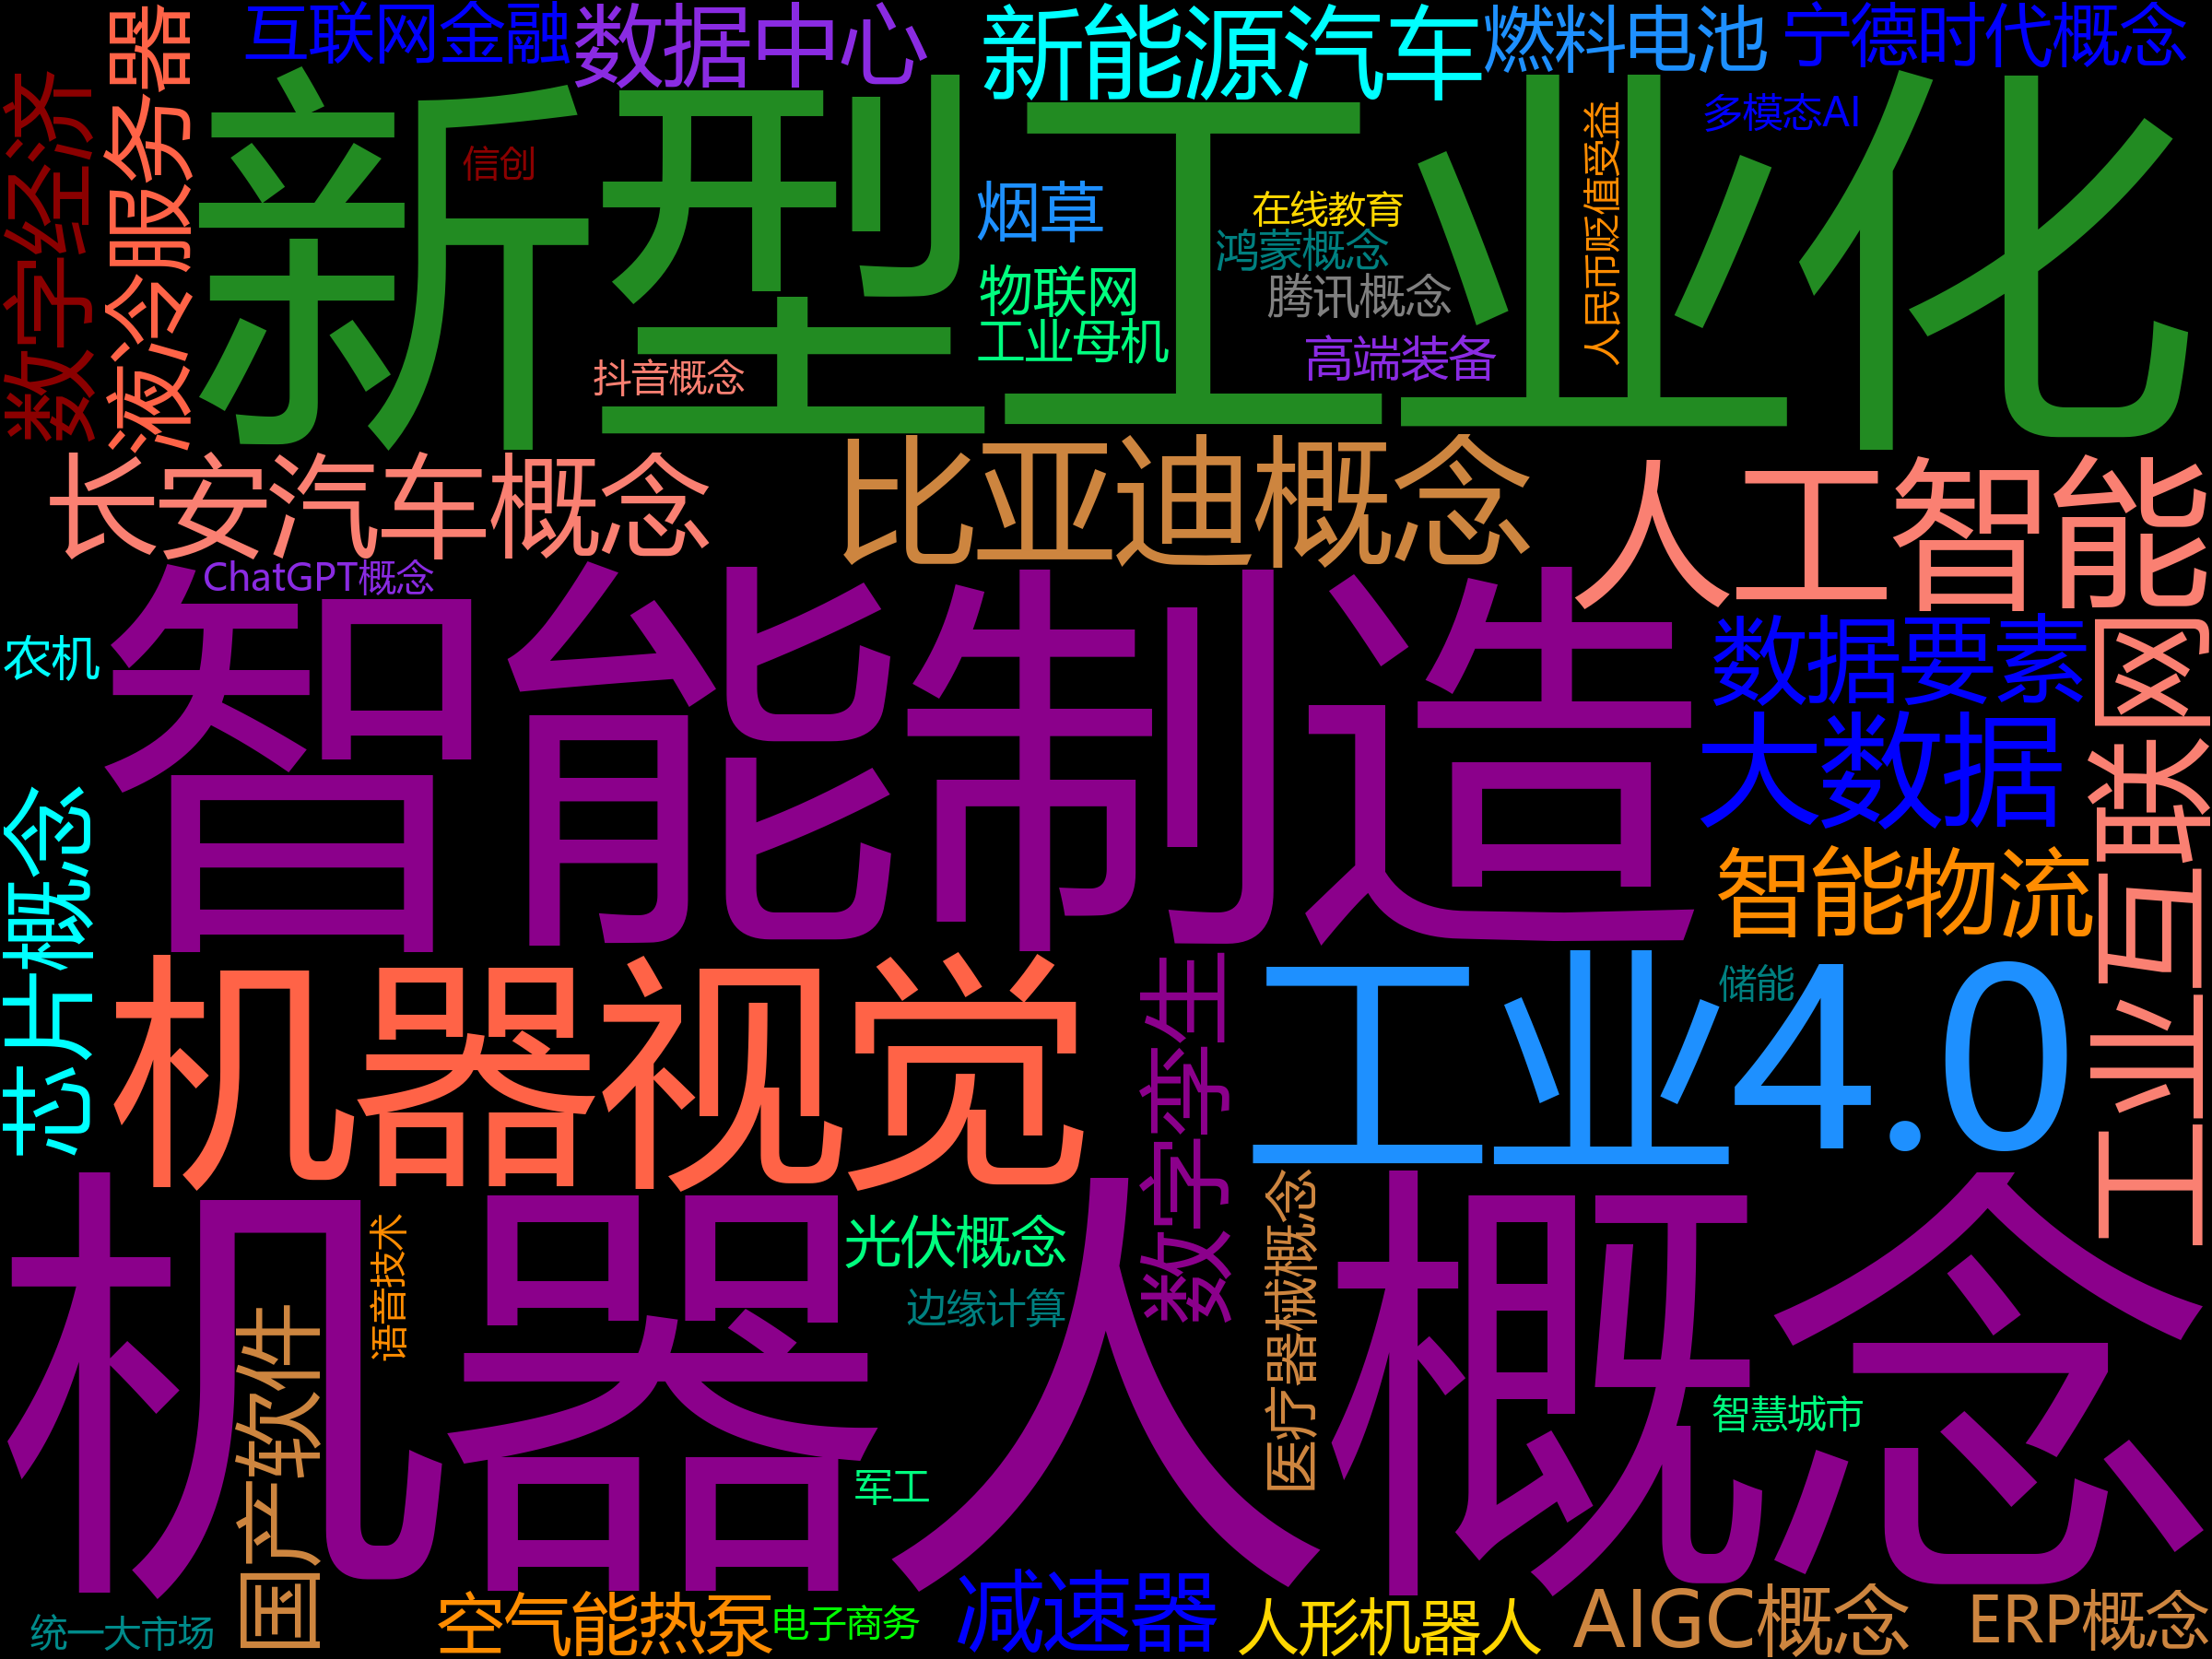 互联网金融
数据中心
新能源汽车
燃料电池
宁德时代概念
数字经济
液冷服务器
新型工业化
信创
多模态AI
人民币贬值受益
烟草
在线教育
鸿蒙概念
物联网
腾讯概念
工业母机
高端装备
抖音概念
长安汽车概念
比亚迪概念
人工智能
ChatGPT概念
智能制造
农机
数据要素
大数据
工业互联网
芯片概念
智能物流
机器视觉
数字孪生
工业4.0
储能
机器人概念
语音技术
光伏概念
边缘计算
医疗器械概念
国产软件
智慧城市
军工
统一大市场
空气能热泵
电子商务
减速器
人形机器人
AIGC概念
ERP概念